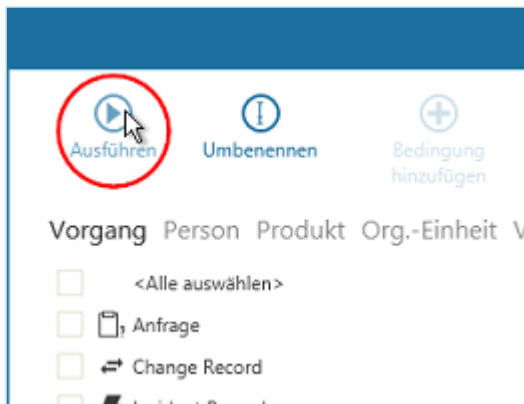 Ausführen
Umbenennen
Bedingung
hinzufügen
Vorgang Person Produkt Org.-Einheit
<Alle auswählen>
Anfrage
Change Record